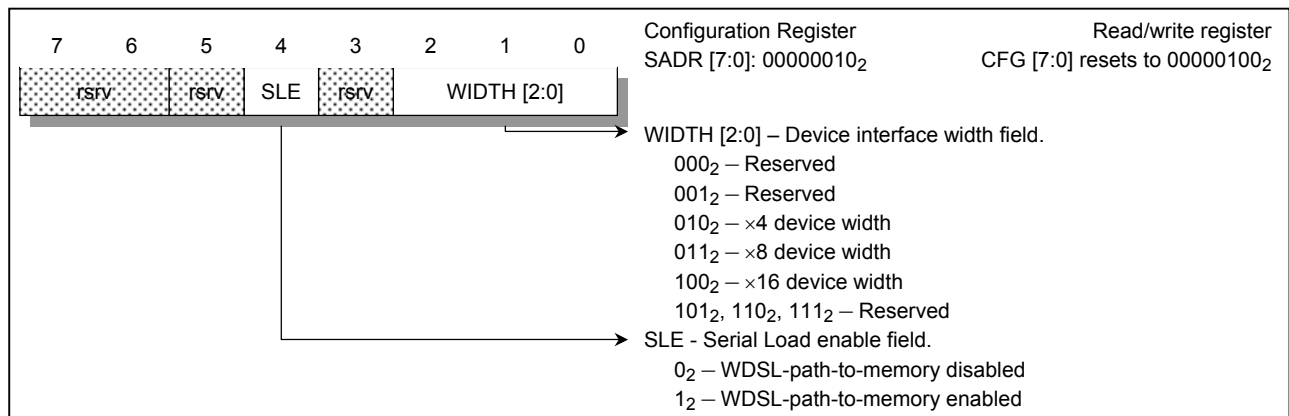 7 6 5 4 3 2 1 0
rsrv rsrv SLE rsrv WIDTH [2:0]
Configuration Register Read/write register
SADR [7:0]: 00000010₂ CFG [7:0] resets to 00000100₂
WIDTH [2:0] – Device interface width field.
000₂ – Reserved
001₂ – Reserved
010₂ – ×4 device width
011₂ – ×8 device width
100₂ – ×16 device width
101₂, 110₂, 111₂ – Reserved
SLE - Serial Load enable field.
0₂ – WDSL-path-to-memory disabled
1₂ – WDSL-path-to-memory enabled